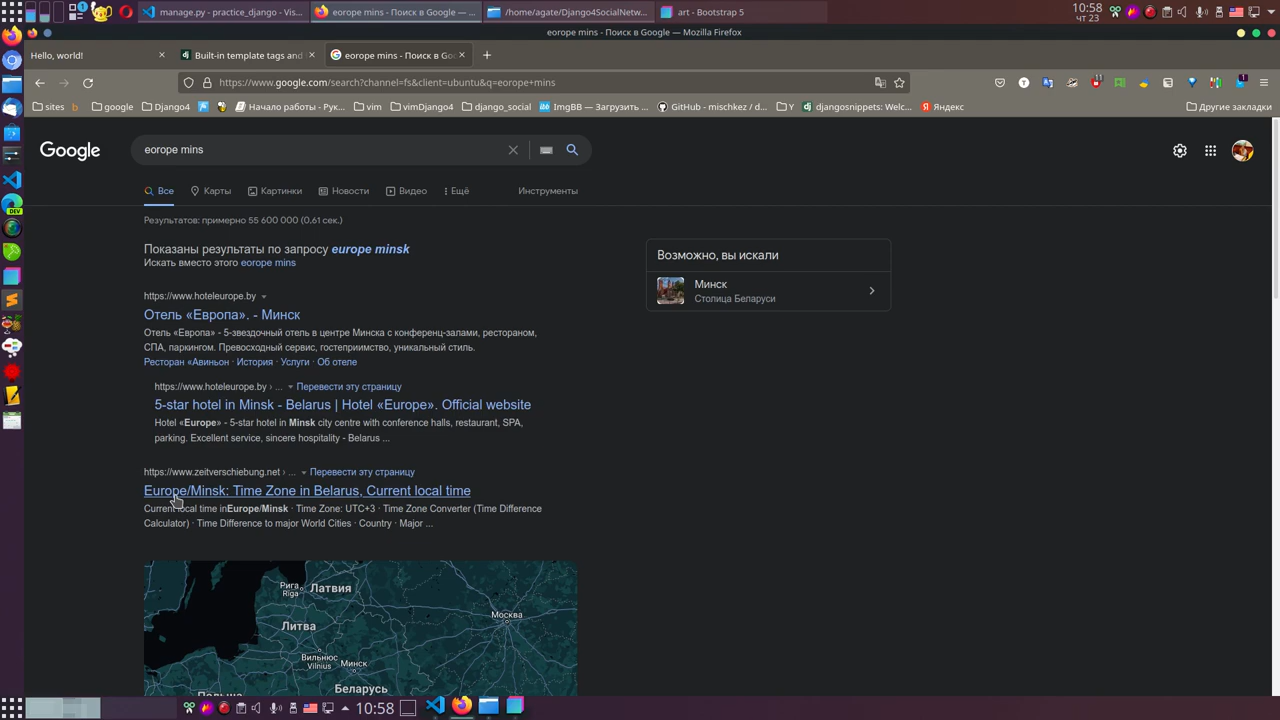 manage.py - practice_django - Vis...
eorope mins - Поиск в Google — ...
/home/agate/Django4SocialNetw...
art - Bootstrap 5
10:58
чт 23
eorope mins - Поиск в Google — Mozilla Firefox
Hello, world!
Built-in template tags and
eorope mins - Поиск в Goo
https://www.google.com/search?channel=fs&client=ubuntu&q=eorope+mins
sites
google
Django4
Начало работы - Рук...
vim
vimDjango4
django_social
ImgBB — Загрузить ...
GitHub - mischkez/d...
Y
djangosnippets: Welc...
Яндекс
Другие закладки
Google
eorope mins
Все
Карты
Картинки
Новости
Видео
Ещё
Инструменты
Результатов: примерно 55 600 000 (0,61 сек.)
Показаны результаты по запросу europe minsk
Искать вместо этого eorope mins
https://www.hoteleurope.by
Отель «Европа». - Минск
Отель «Европа» - 5-звездочный отель в центре Минска с конференц-залами, рестораном,
СПА, паркингом. Превосходный сервис, гостеприимство, уникальный стиль.
Ресторан «Авиньон · История · Услуги · Об отеле
https://www.hoteleurope.by › ... Перевести эту страницу
5-star hotel in Minsk - Belarus | Hotel «Europe». Official website
Hotel «Europe» - 5-star hotel in Minsk city centre with conference halls, restaurant, SPA,
parking. Excellent service, sincere hospitality - Belarus ...
https://www.zeitverschiebung.net › ... Перевести эту страницу
Europe/Minsk: Time Zone in Belarus, Current local time
Current local time inEurope/Minsk · Time Zone: UTC+3 · Time Zone Converter (Time Difference
Calculator) · Time Difference to major World Cities · Country · Major ...
Возможно, вы искали
Минск
Столица Беларуси
Рига
Riga
Латвия
Москва
Литва
Вильнюс
Vilnius
Минск
Беларусь
Польша
DEV
10:58